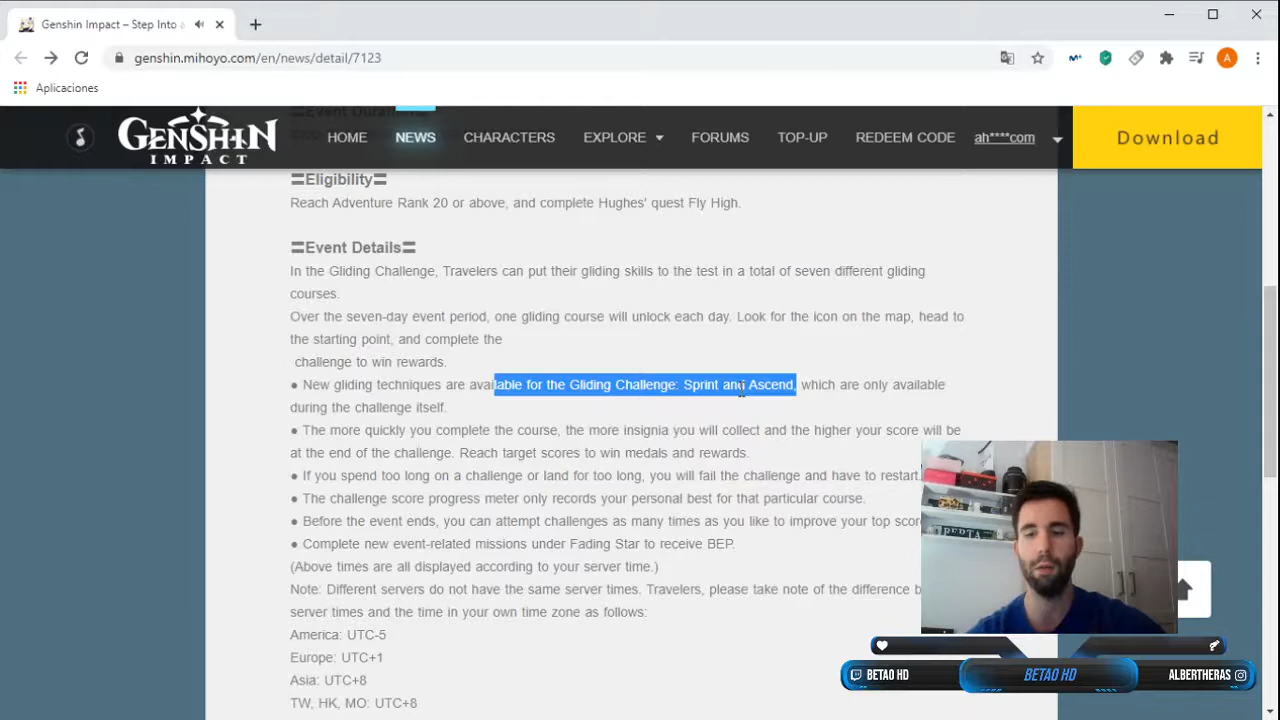 Genshin Impact – Step Into
genshin.mihoyo.com/en/news/detail/7123
A
Aplicaciones
Event Duration
GENSHIN
IMPACT
HOME
NEWS
CHARACTERS
EXPLORE
FORUMS
TOP-UP
REDEEM CODE
ah****com
Download
〓Eligibility〓
Reach Adventure Rank 20 or above, and complete Hughes' quest Fly High.
〓Event Details〓
In the Gliding Challenge, Travelers can put their gliding skills to the test in a total of seven different gliding
courses.
Over the seven-day event period, one gliding course will unlock each day. Look for the icon on the map, head to
the starting point, and complete the
challenge to win rewards.
● New gliding techniques are available for the Gliding Challenge: Sprint and Ascend, which are only available
during the challenge itself.
● The more quickly you complete the course, the more insignia you will collect and the higher your score will be
at the end of the challenge. Reach target scores to win medals and rewards.
● If you spend too long on a challenge or land for too long, you will fail the challenge and have to restart.
● The challenge score progress meter only records your personal best for that particular course.
● Before the event ends, you can attempt challenges as many times as you like to improve your top scor
● Complete new event-related missions under Fading Star to receive BEP.
(Above times are all displayed according to your server time.)
Note: Different servers do not have the same server times. Travelers, please take note of the difference b
server times and the time in your own time zone as follows:
America: UTC-5
Europe: UTC+1
Asia: UTC+8
TW, HK, MO: UTC+8
BETAO HD
BETAO HD
ALBERTHERAS